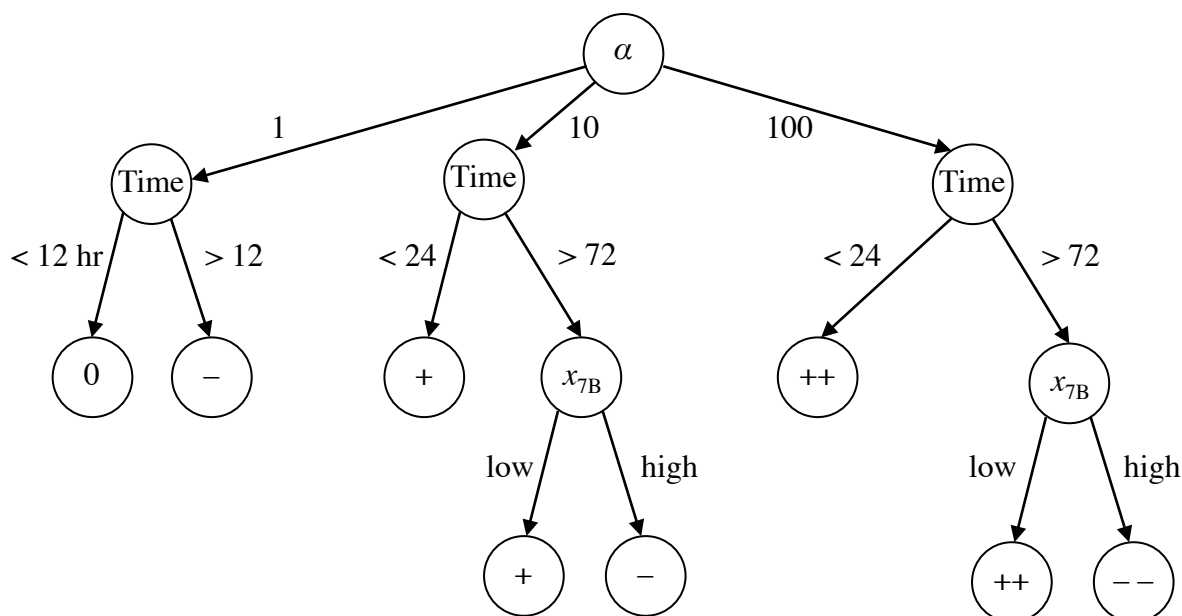 α
1
10
100
Time
Time
Time
< 12 hr
> 12
< 24
> 72
< 24
> 72
0
–
+
x7B
++
x7B
low
high
low
high
+
–
++
– –